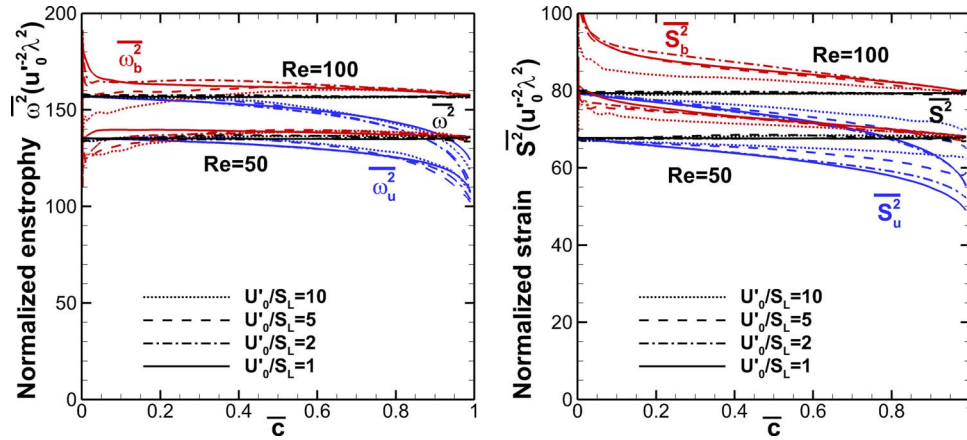 Normalized enstrophy ω²(u'₀⁻²λ²)
200
150
100
50
0
ω_b²
Re=100
ω²
Re=50
ω_u²
U'₀/S_L=10
U'₀/S_L=5
U'₀/S_L=2
U'₀/S_L=1
0
0.2
0.4
0.6
0.8
1
c
Normalized strain S²(u'₀⁻²λ²)
100
80
60
40
20
0
S_b²
Re=100
S²
Re=50
S_u²
U'₀/S_L=10
U'₀/S_L=5
U'₀/S_L=2
U'₀/S_L=1
0.2
0.4
0.6
0.8
1
c